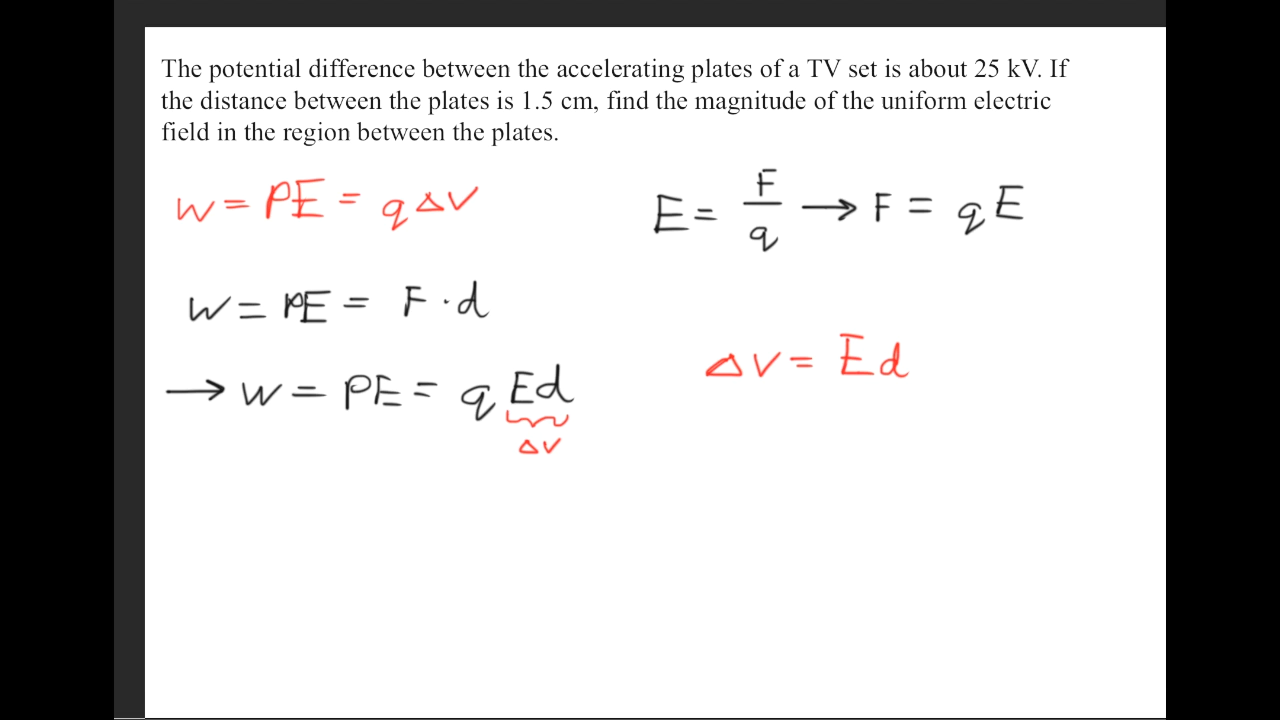 The potential difference between the accelerating plates of a TV set is about 25 kV. If
the distance between the plates is 1.5 cm, find the magnitude of the uniform electric
field in the region between the plates.
W = PE = qΔV
E = F/q → F = qE
W = PE = F · d
ΔV = Ed
→ W = PE = qEd
ΔV